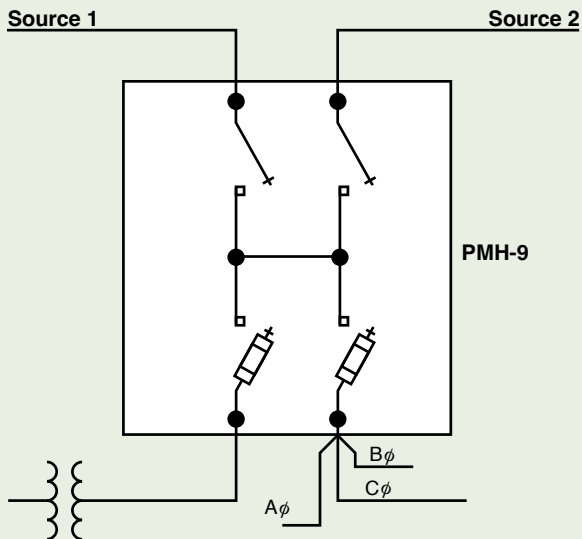 Source 1
Source 2
PMH-9
Bϕ
Cϕ
Aϕ